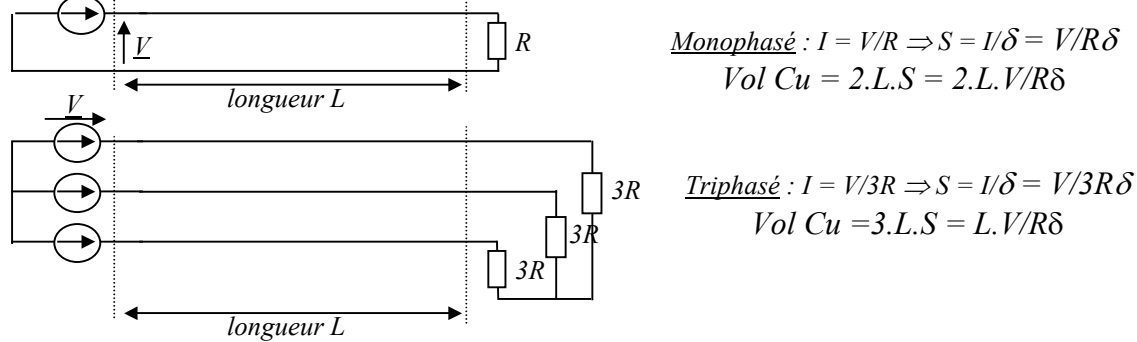 V
R
longueur L
Monophasé : I = V/R ⇒ S = I/δ = V/Rδ
Vol Cu = 2.L.S = 2.L.V/Rδ
V
3R
3R
3R
longueur L
Triphasé : I = V/3R ⇒ S = I/δ = V/3Rδ
Vol Cu =3.L.S = L.V/Rδ